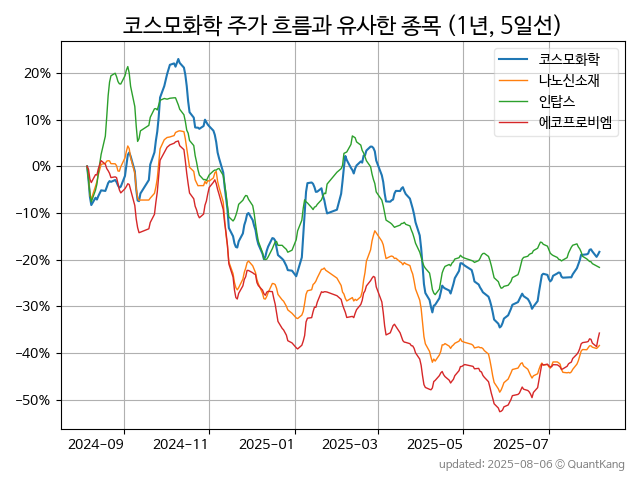 코스모화학 주가 흐름과 유사한 종목 (1년, 5일선)
코스모화학
나노신소재
인탑스
에코프로비엠
20%
10%
0%
−10%
−20%
−30%
−40%
−50%
2024−09
2024−11
2025−01
2025−03
2025−05
2025−07
updated: 2025-08-06 © QuantKang